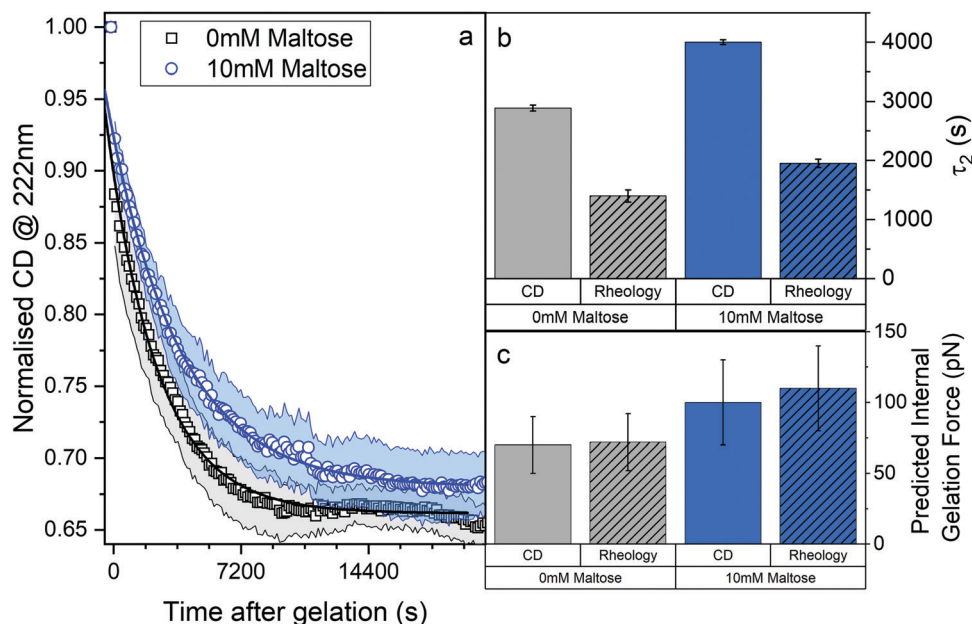 a
0mM Maltose
10mM Maltose
1.00
0.95
0.90
0.85
0.80
0.75
0.70
0.65
Normalised CD @ 222nm
0
7200
14400
Time after gelation (s)
b
4000
3000
2000
1000
0
τ2 (s)
CD
Rheology
CD
Rheology
0mM Maltose
10mM Maltose
c
150
100
50
0
Predicted Internal
Gelation Force (pN)
CD
Rheology
CD
Rheology
0mM Maltose
10mM Maltose